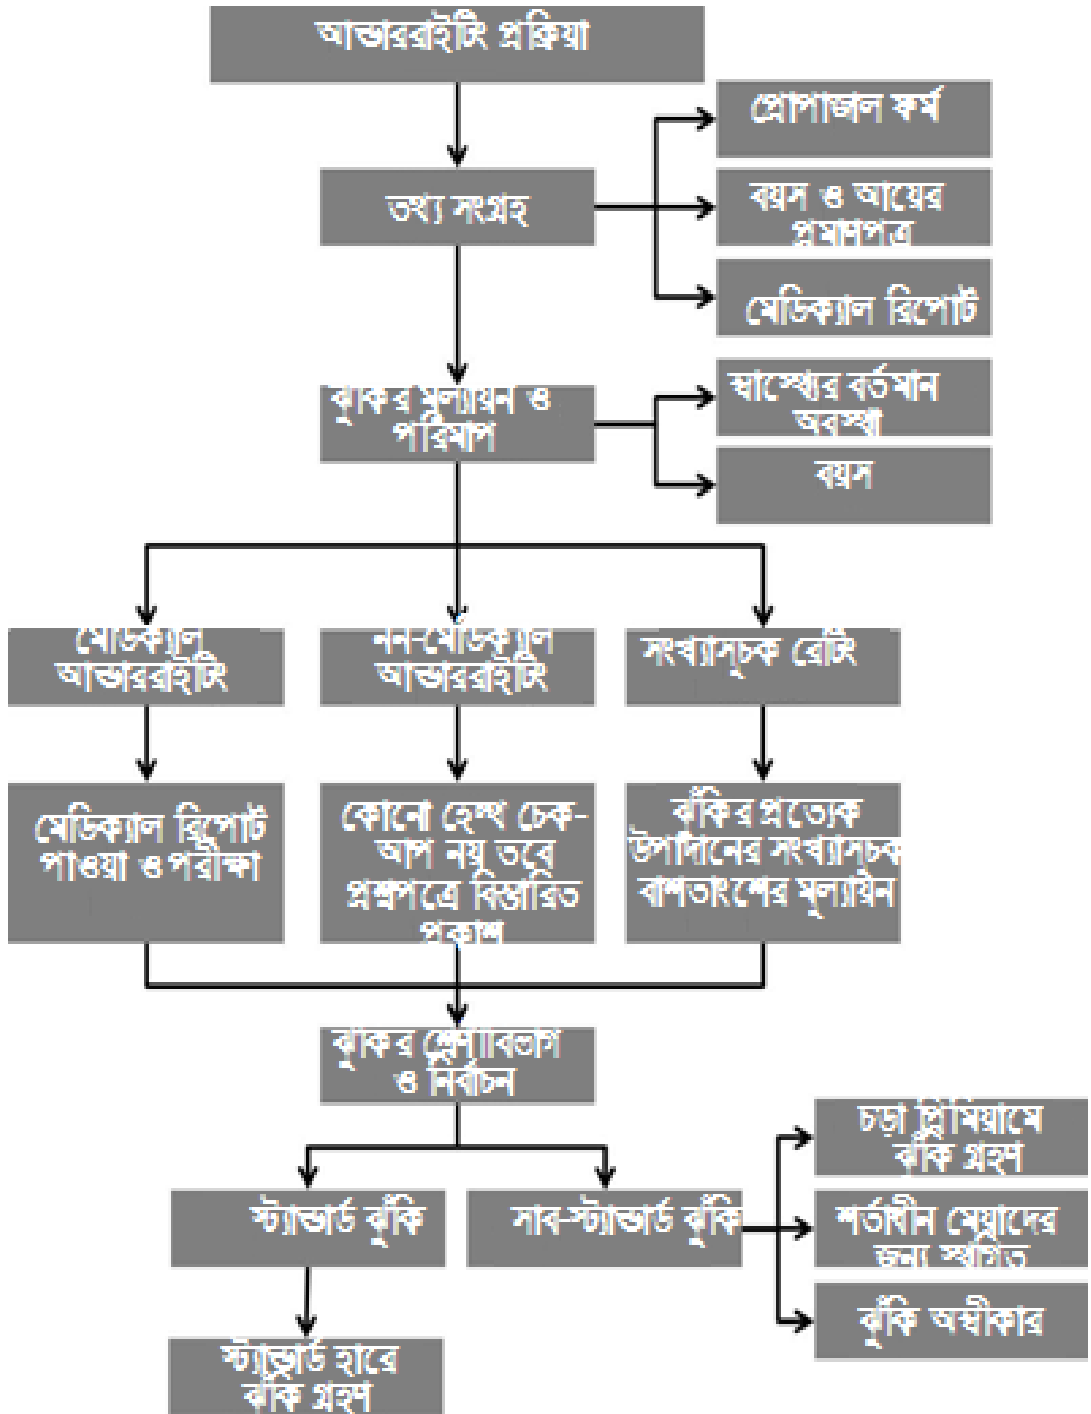 আন্ডাররাইটিং প্রক্রিয়া
প্রোপাজাল ফর্ম
তথ্য সংগ্রহ
বয়স ও আয়ের
প্রমাণপত্র
মেডিক্যাল রিপোর্ট
ঝুঁকির মূল্যায়ন ও
পরিমাপ
স্বাস্থ্যের বর্তমান
অবস্থা
বয়স
মেডিক্যাল
আন্ডাররাইটিং
নন-মেডিক্যাল
আন্ডাররাইটিং
সংখ্যাসূচক রেটিং
মেডিক্যাল রিপোর্ট
পাওয়া ও পরীক্ষা
কোনো হেল্থ চেক-
আপ নয় তবে
প্রশ্নপত্রে বিস্তারিত
প্রকাশ
ঝুঁকির প্রত্যেক
উপাদানের সংখ্যাসূচক
বা শতাংশের মূল্যায়ন
ঝুঁকির শ্রেণীবিভাগ
ও নির্বাচন
স্ট্যান্ডার্ড ঝুঁকি
সাব-স্ট্যান্ডার্ড ঝুঁকি
চড়া প্রিমিয়ামে
ঝুঁকি গ্রহণ
শর্তাধীন মেয়াদের
জন্য স্থগিত
ঝুঁকি অস্বীকার
স্ট্যান্ডার্ড হারে
ঝুঁকি গ্রহণ